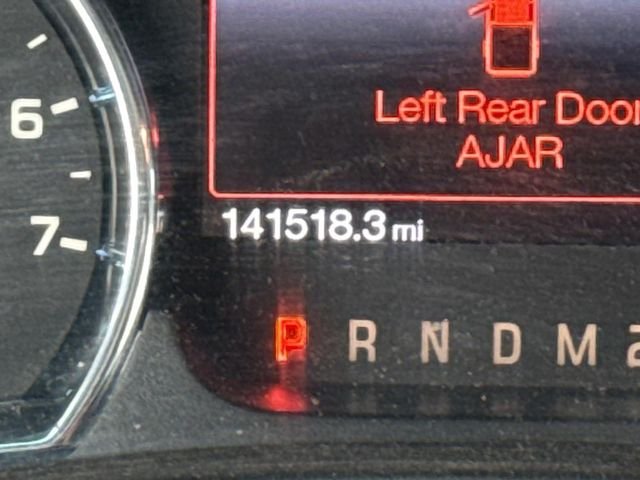 6
Left Rear Door
AJAR
7
141518.3 mi
P R N D M